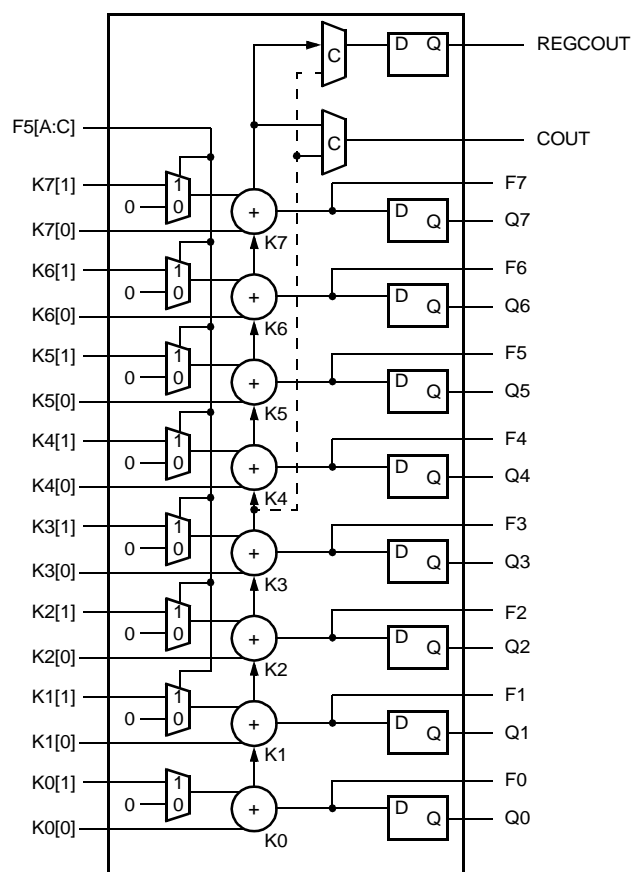 D Q REGCOUT
C
F5[A:C]
C COUT
K7[1] 1 F7
0 0 + D Q Q7
K7[0] K7
K6[1] 1 F6
0 0 + D Q Q6
K6[0] K6
K5[1] 1 F5
0 0 + D Q Q5
K5[0] K5
K4[1] 1 F4
0 0 + D Q Q4
K4[0] K4
K3[1] 1 F3
0 0 + D Q Q3
K3[0] K3
K2[1] 1 F2
0 0 + D Q Q2
K2[0] K2
K1[1] 1 F1
0 0 + D Q Q1
K1[0] K1
K0[1] 1 F0
0 0 + D Q Q0
K0[0] K0